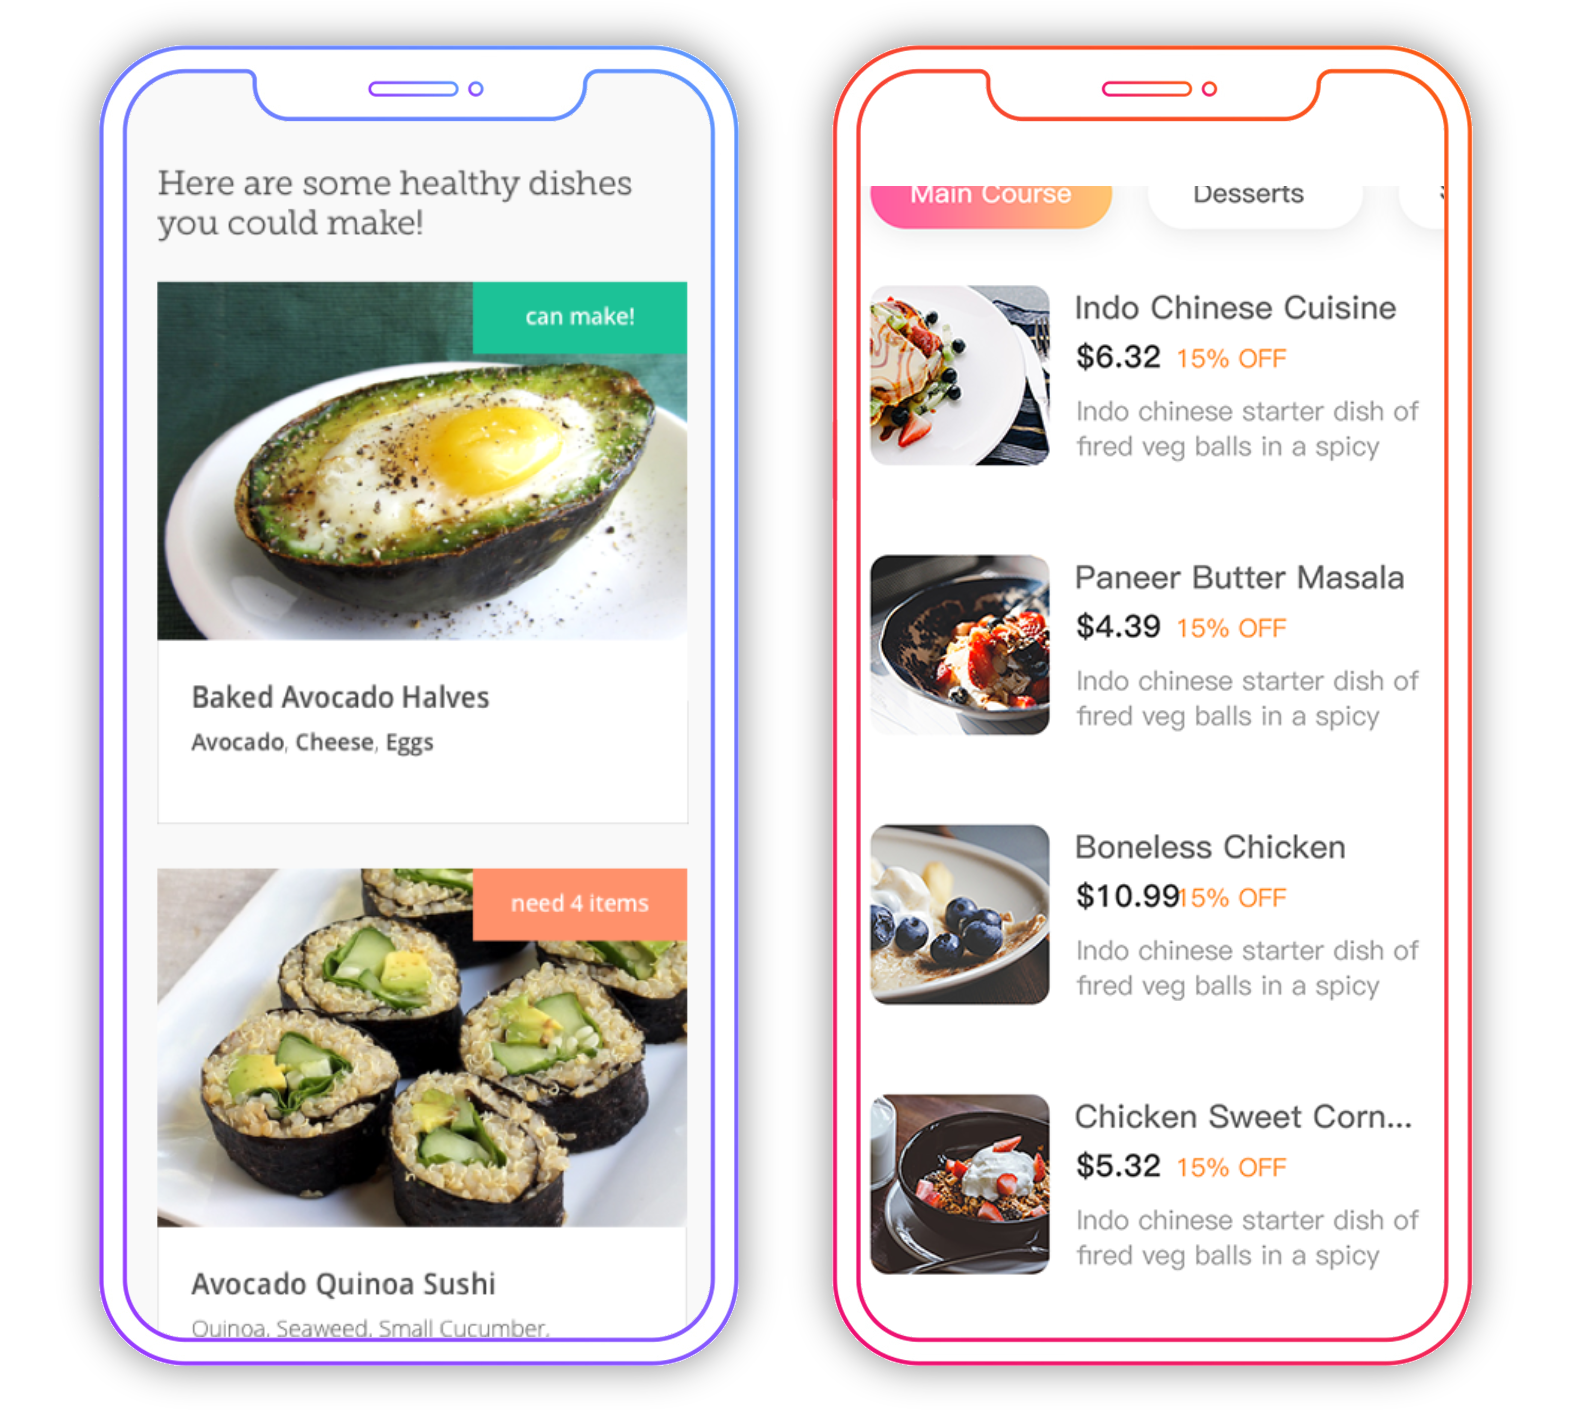 Here are some healthy dishes
you could make!
can make!
Baked Avocado Halves
Avocado, Cheese, Eggs
need 4 items
Avocado Quinoa Sushi
Quinoa, Seaweed, Small Cucumber,
Main Course
Desserts
Indo Chinese Cuisine
$6.32 15% OFF
Indo chinese starter dish of
fired veg balls in a spicy
Paneer Butter Masala
$4.39 15% OFF
Indo chinese starter dish of
fired veg balls in a spicy
Boneless Chicken
$10.99 15% OFF
Indo chinese starter dish of
fired veg balls in a spicy
Chicken Sweet Corn...
$5.32 15% OFF
Indo chinese starter dish of
fired veg balls in a spicy